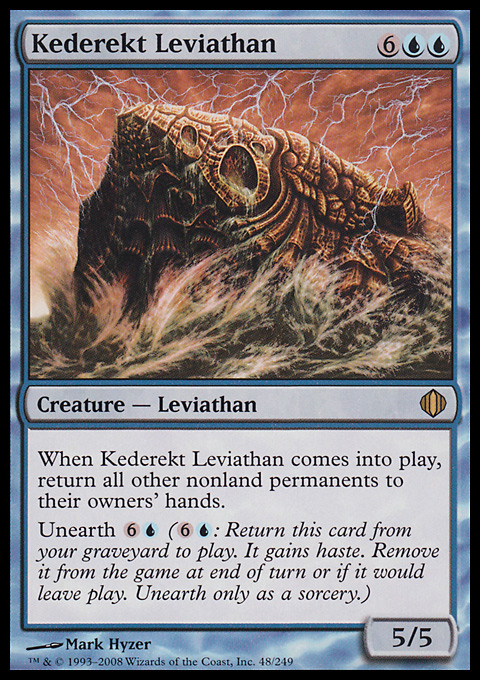 Kederekt Leviathan 6
Creature — Leviathan
When Kederekt Leviathan comes into play,
return all other nonland permanents to
their owners' hands.
Unearth 6 (6 : Return this card from
your graveyard to play. It gains haste. Remove
it from the game at end of turn or if it would
leave play. Unearth only as a sorcery.)
5/5
Mark Hyzer
™ & © 1993–2008 Wizards of the Coast, Inc. 48/249